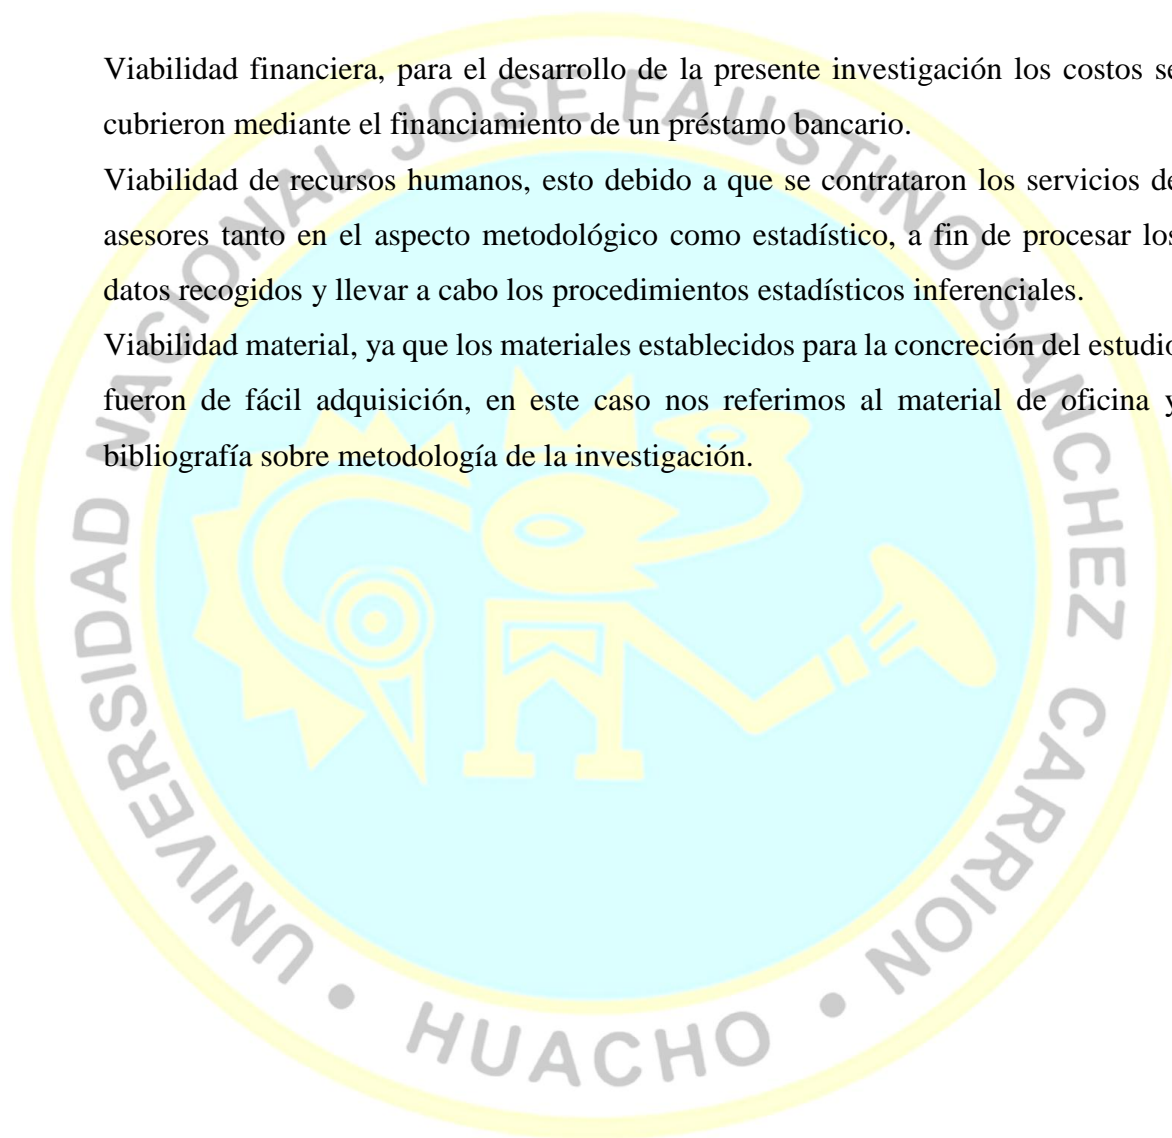 Viabilidad financiera, para el desarrollo de la presente investigación los costos se
cubrieron mediante el financiamiento de un préstamo bancario.
Viabilidad de recursos humanos, esto debido a que se contrataron los servicios de
asesores tanto en el aspecto metodológico como estadístico, a fin de procesar los
datos recogidos y llevar a cabo los procedimientos estadísticos inferenciales.
Viabilidad material, ya que los materiales establecidos para la concreción del estudio
fueron de fácil adquisición, en este caso nos referimos al material de oficina y
bibliografía sobre metodología de la investigación.
UNIVERSIDAD NACIONAL JOSE FAUSTINO SANCHEZ CARRION
• HUACHO •